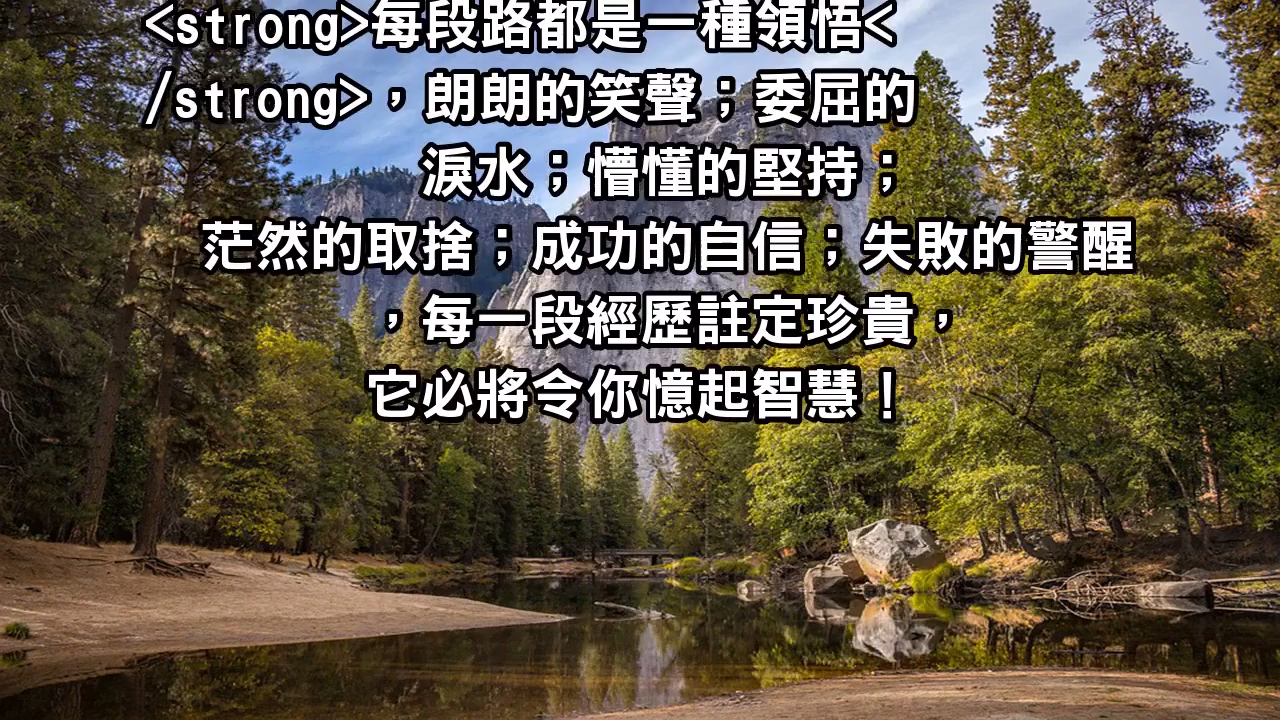 <strong>每段路都是一種領悟<
/strong>，朗朗的笑聲；委屈的
淚水；懵懂的堅持；
茫然的取捨；成功的自信；失敗的警醒
，每一段經歷註定珍貴，
它必將令你憶起智慧！